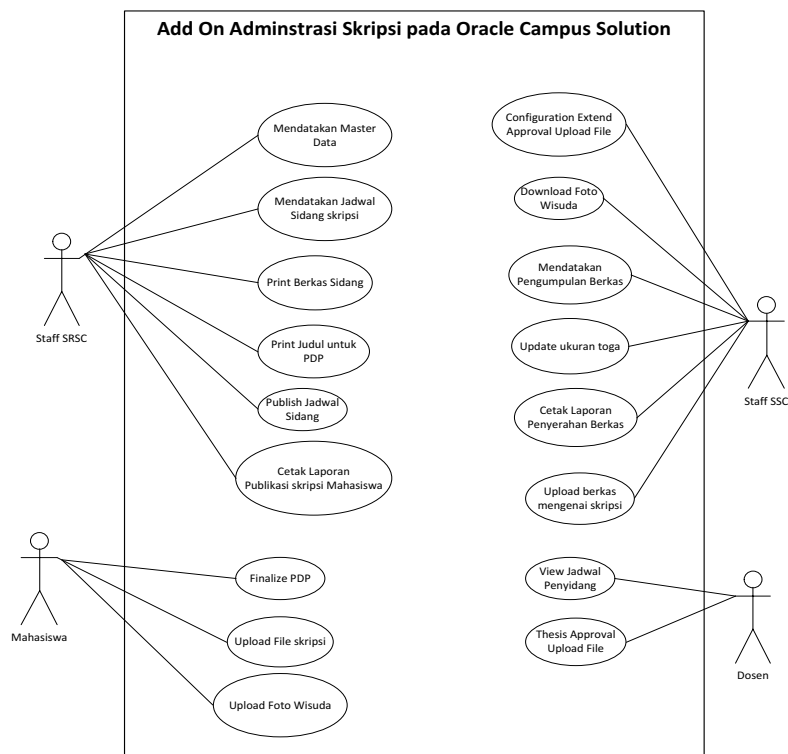 Add On Adminstrasi Skripsi pada Oracle Campus Solution
Mendatakan Master
Data
Mendatakan Jadwal
Sidang skripsi
Print Berkas Sidang
Print Judul untuk
PDP
Publish Jadwal
Sidang
Cetak Laporan
Publikasi skripsi Mahasiswa
Staff SRSC
Configuration Extend
Approval Upload File
Download Foto
Wisuda
Mendatakan
Pengumpulan Berkas
Update ukuran toga
Cetak Laporan
Penyerahan Berkas
Upload berkas
mengenai skripsi
Staff SSC
Finalize PDP
Upload File skripsi
Upload Foto Wisuda
Mahasiswa
View Jadwal
Penyidang
Thesis Approval
Upload File
Dosen